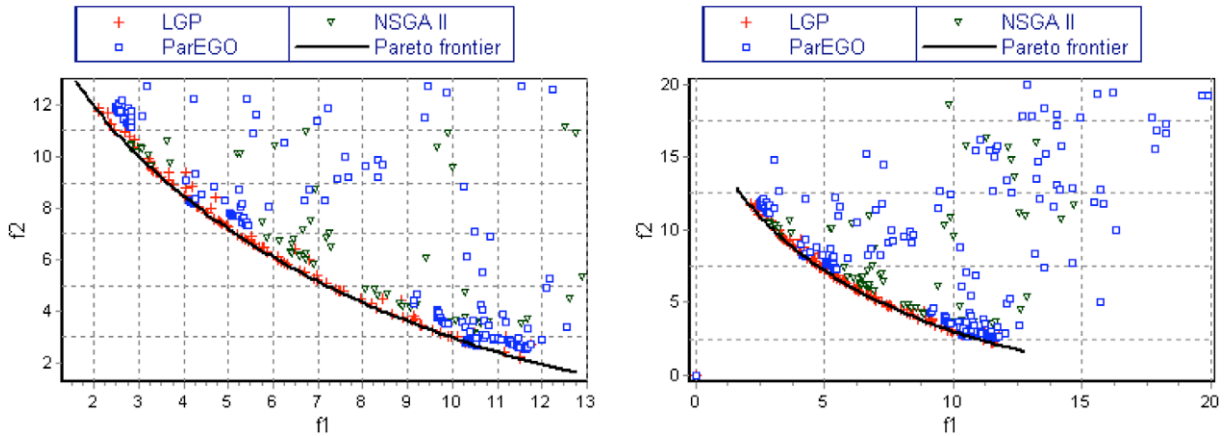 LGP NSGA II
ParEGO Pareto frontier
12
10
8
6
4
2
f2
2 3 4 5 6 7 8 9 10 11 12 13
f1
LGP NSGA II
ParEGO Pareto frontier
20
15
10
5
0
f2
0 5 10 15 20
f1